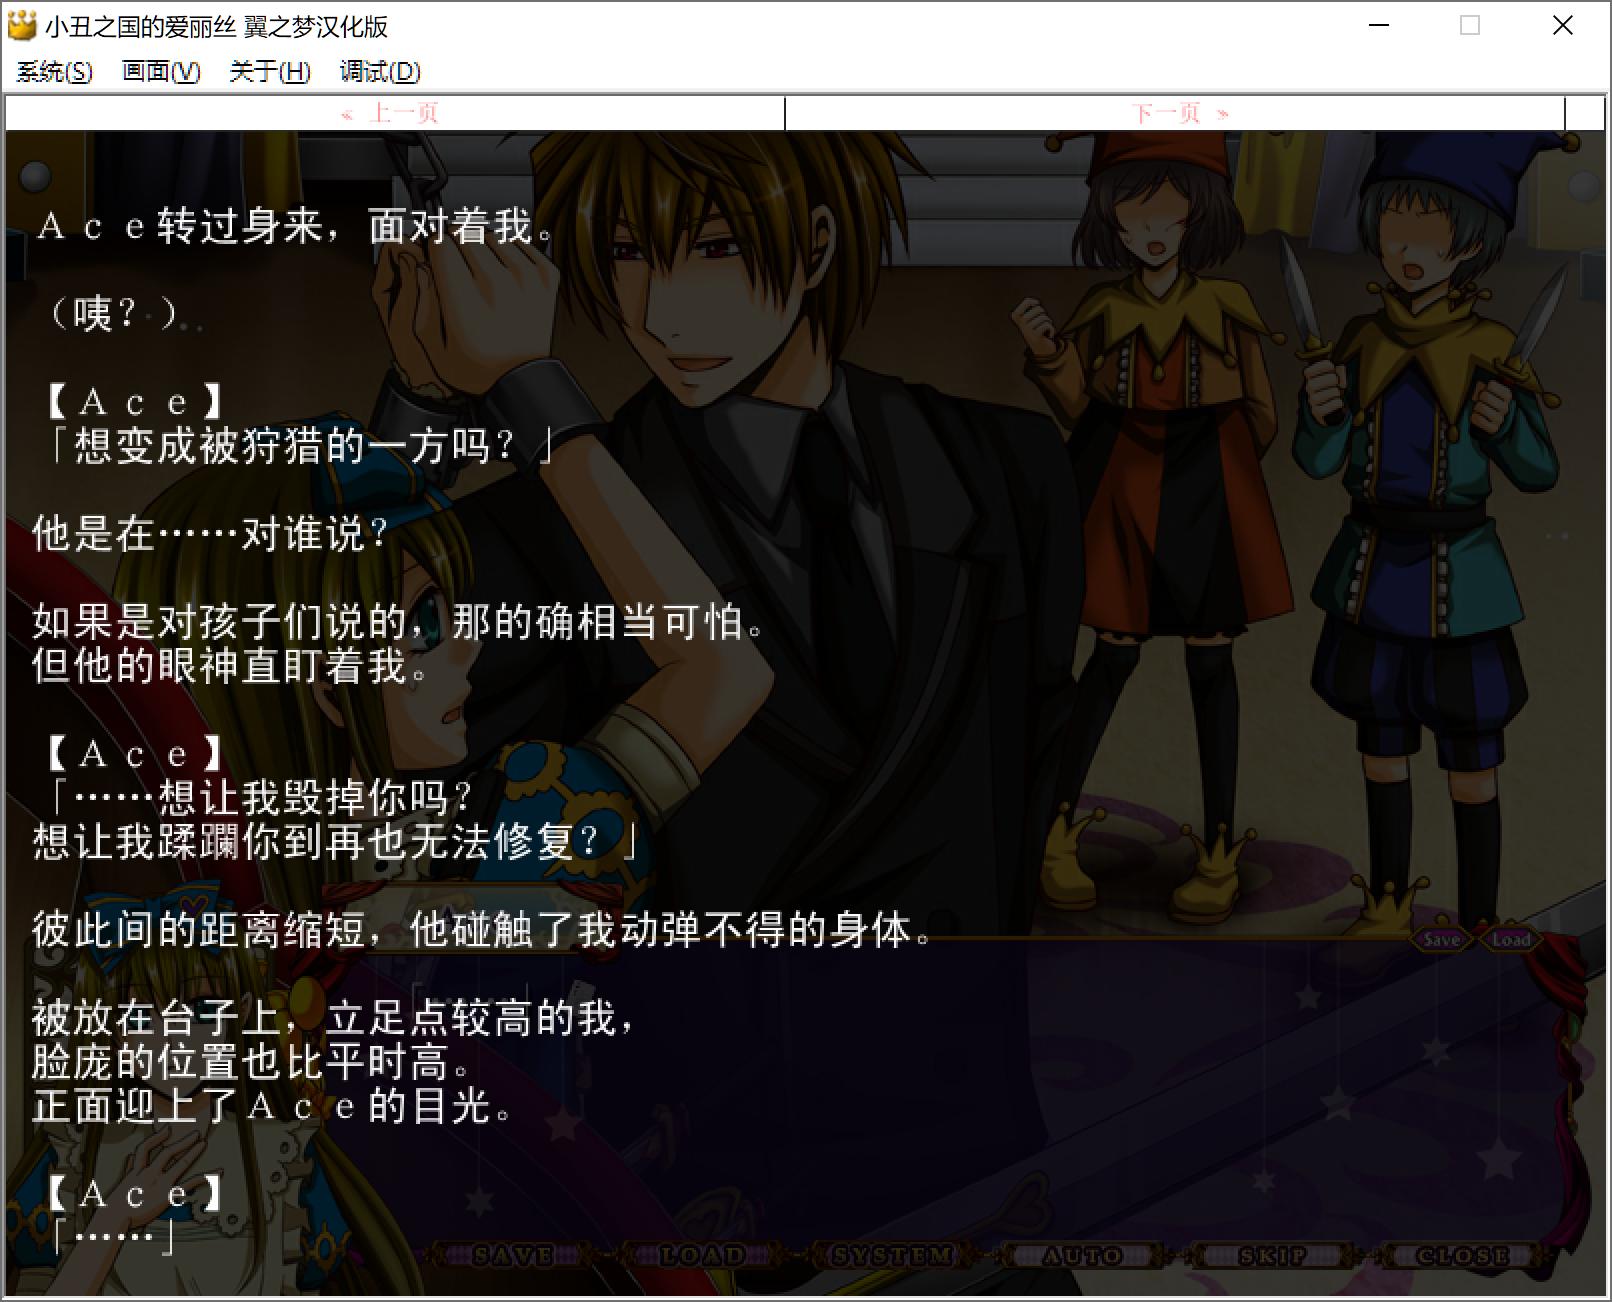 小丑之国的爱丽丝 翼之梦汉化版
系统(S) 画面(V) 关于(H) 调试(D)
« 上一页 下一页 »
Ace转过身来，面对着我。
（咦？）
【Ace】
「想变成被狩猎的一方吗？」
他是在……对谁说？
如果是对孩子们说的，那的确相当可怕。
但他的眼神直盯着我。
【Ace】
「……想让我毁掉你吗？
想让我蹂躏你到再也无法修复？」
彼此间的距离缩短，他碰触了我动弹不得的身体。
Save Load
被放在台子上，立足点较高的我，
脸庞的位置也比平时高。
正面迎上了Ace的目光。
【Ace】
「……」
SAVE LOAD SYSTEM AUTO SKIP CLOSE